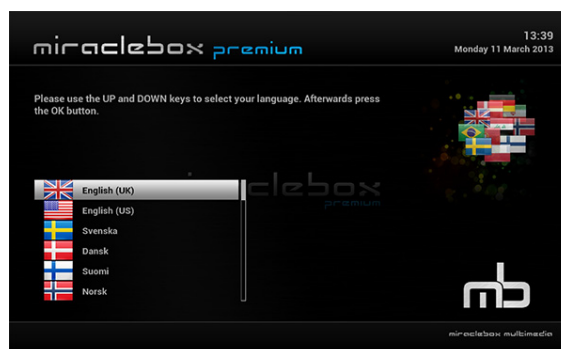 miraclebox premium
13:39
Monday 11 March 2013
Please use the UP and DOWN keys to select your language. Afterwards press
the OK button.
English (UK)
English (US)
Svenska
Dansk
Suomi
Norsk
miraclebox
premium
mb
miraclebox multimedia